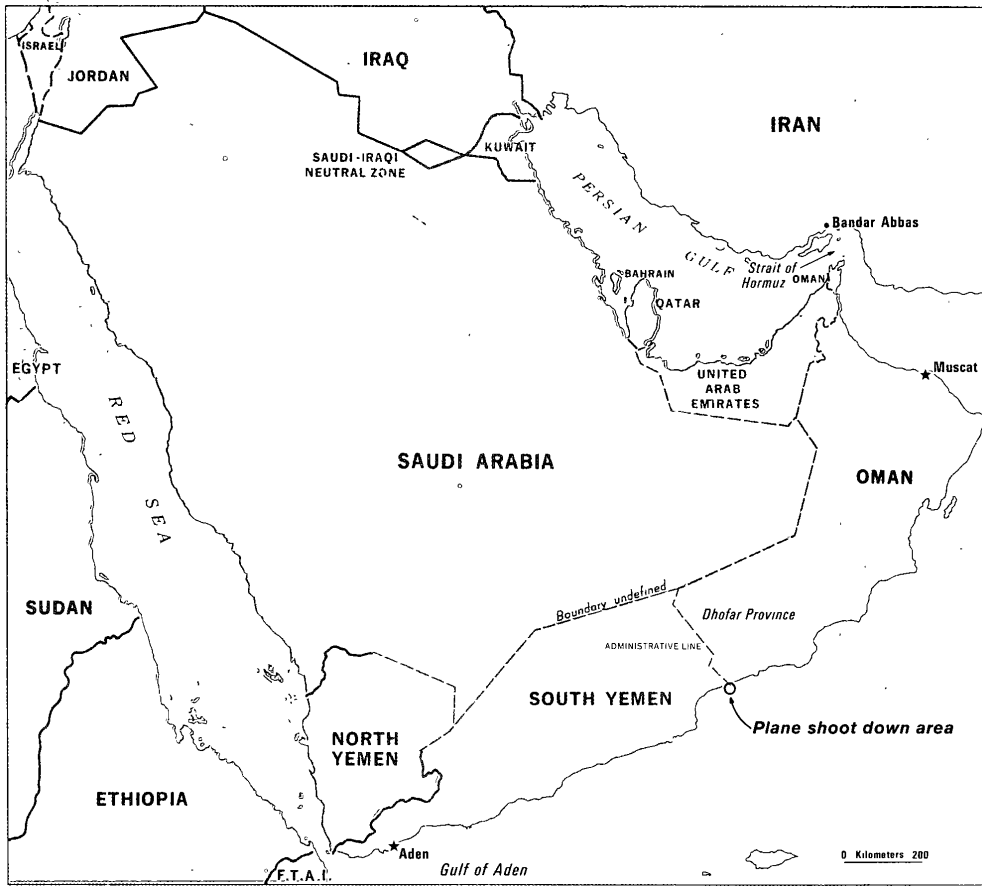 ISRAEL
JORDAN
IRAQ
IRAN
SAUDI-IRAQI
NEUTRAL ZONE
KUWAIT
PERSIAN
GULF
Bandar Abbas
Strait of
Hormuz
OMAN
BAHRAIN
QATAR
EGYPT
UNITED
ARAB
EMIRATES
Muscat
RED
SEA
SAUDI ARABIA
OMAN
SUDAN
Boundary undefined
Dhofar Province
ADMINISTRATIVE LINE
SOUTH YEMEN
Plane shoot down area
NORTH
YEMEN
ETHIOPIA
Aden
Gulf of Aden
F.T.A.I.
0 Kilometers 200